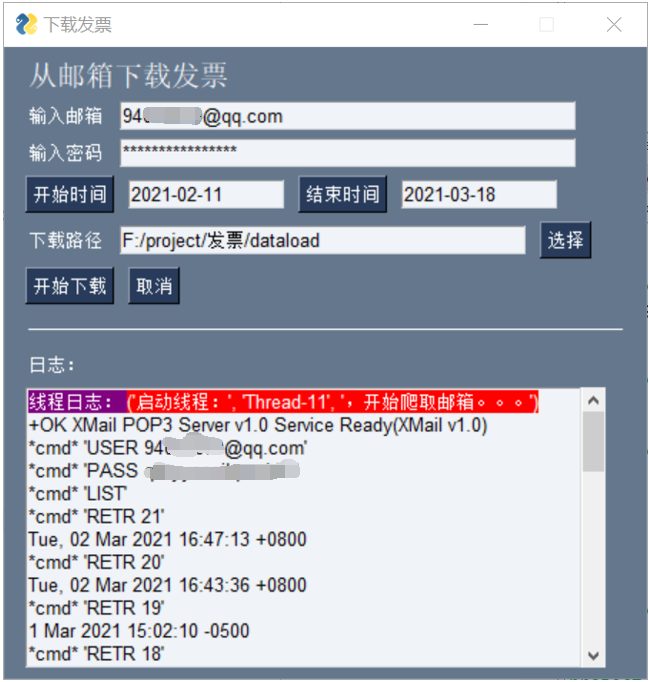 下载发票
从邮箱下载发票
输入邮箱 94 @qq.com
输入密码 ****************
开始时间 2021-02-11 结束时间 2021-03-18
下载路径 F:/project/发票/dataload 选择
开始下载 取消
日志：
线程日志： ('启动线程：', 'Thread-11', '，开始爬取邮箱。。。')
+OK XMail POP3 Server v1.0 Service Ready(XMail v1.0)
*cmd* 'USER 94 @qq.com'
*cmd* 'PASS
*cmd* 'LIST'
*cmd* 'RETR 21'
Tue, 02 Mar 2021 16:47:13 +0800
*cmd* 'RETR 20'
Tue, 02 Mar 2021 16:43:36 +0800
*cmd* 'RETR 19'
1 Mar 2021 15:02:10 -0500
*cmd* 'RETR 18'